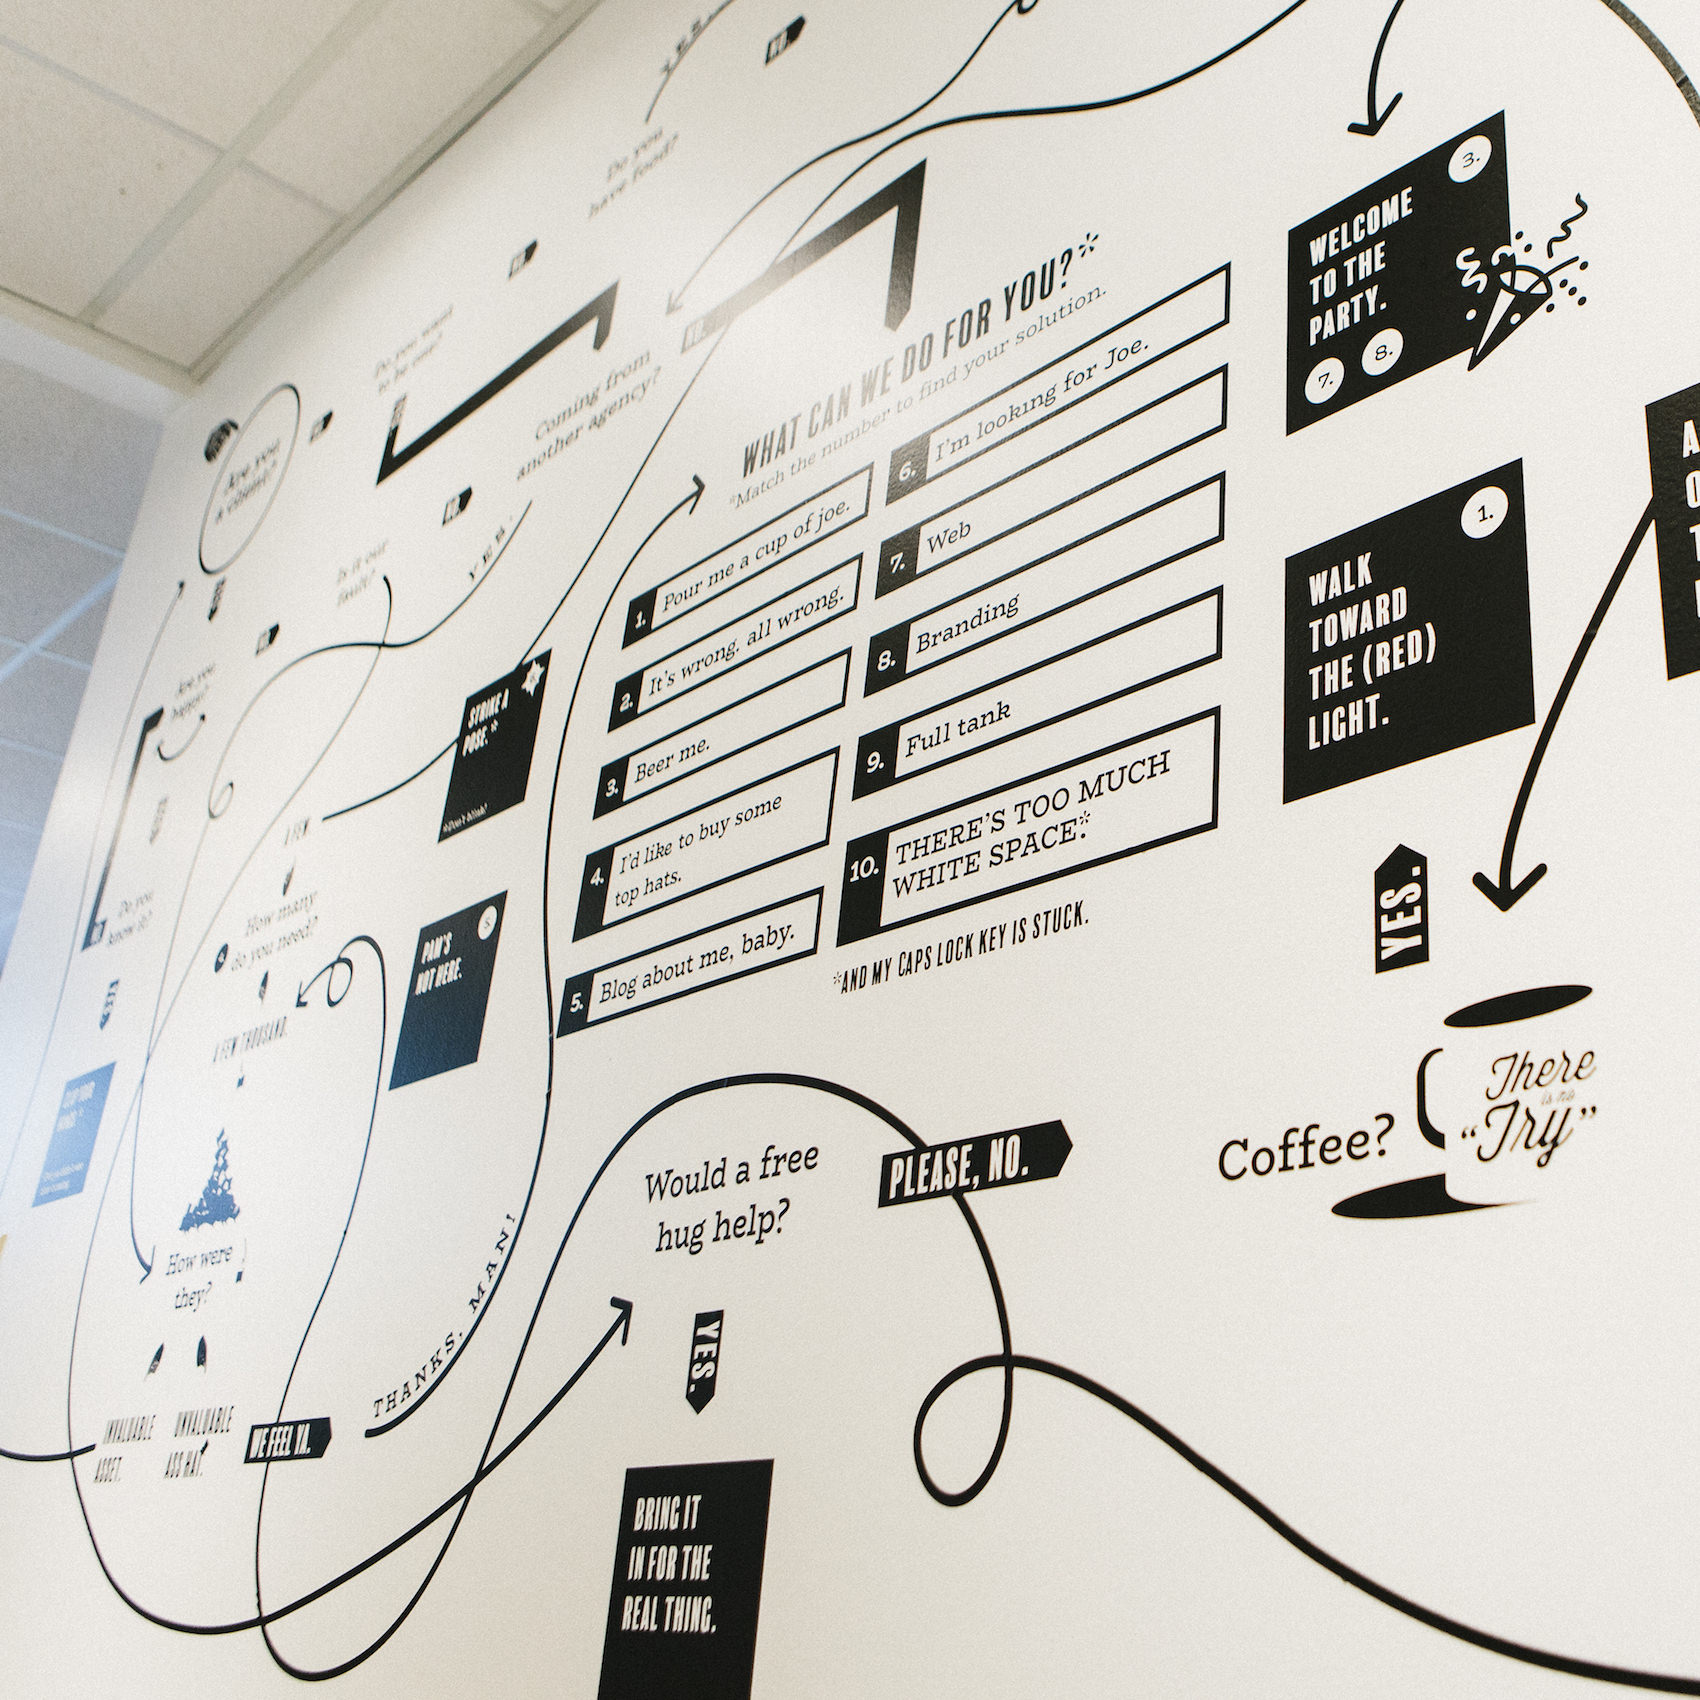 NO.
Do you
have food?
NO.
Do you want
to be one?
Coming from
another agency?
NO.
Are you
a client?
Is it our
fault?
YEP.
Are you
happy?
Do you
know it?
STRIKE A
POSE.*
*Don't blink!
A FEW.
How many
do you need?
A FEW THOUSAND.
5.
PAM'S
NOT HERE.
How were
they?
INVALUABLE
ASSET.
UNVALUABLE
ASS HAT.
WE FEEL YA.
THANKS, MAN!
WHAT CAN WE DO FOR YOU?*
*Match the number to find your solution.
1. Pour me a cup of joe.
2. It's wrong, all wrong.
3. Beer me.
4. I'd like to buy some
top hats.
5. Blog about me, baby.
6. I'm looking for Joe.
7. Web
8. Branding
9. Full tank
10. THERE'S TOO MUCH
WHITE SPACE.*
*AND MY CAPS LOCK KEY IS STUCK.
3.
WELCOME
TO THE
PARTY.
7. 8.
1.
WALK
TOWARD
THE (RED)
LIGHT.
YES.
Coffee?
There
is no
"Try"
Would a free
hug help?
PLEASE, NO.
YES.
BRING IT
IN FOR THE
REAL THING.